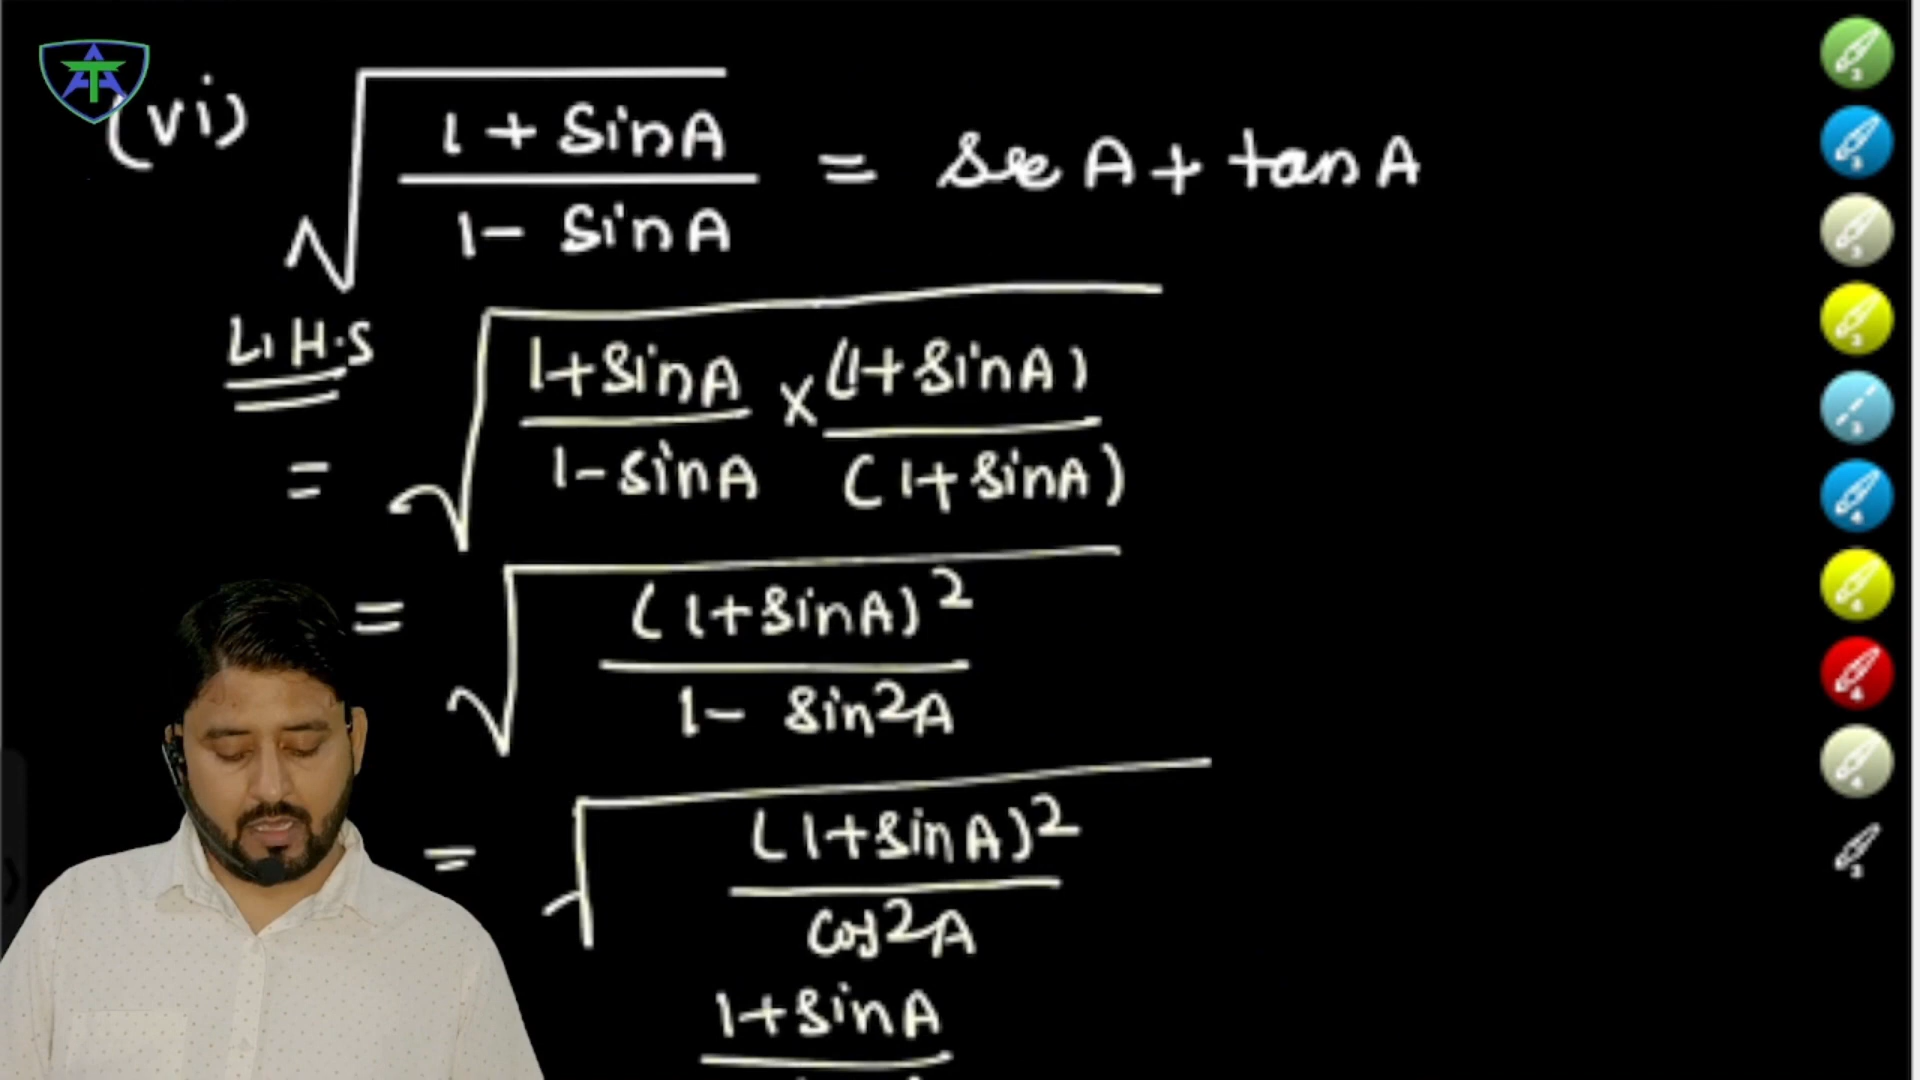 (vi) √((1 + SinA)/(1 - SinA)) = Sec A + tan A
L.H.S
= √((1+SinA)/(1-SinA) × (1+SinA)/(1+SinA))
= √((1+SinA)²/(1- Sin²A))
= √((1+SinA)²/Cos²A)
1+SinA